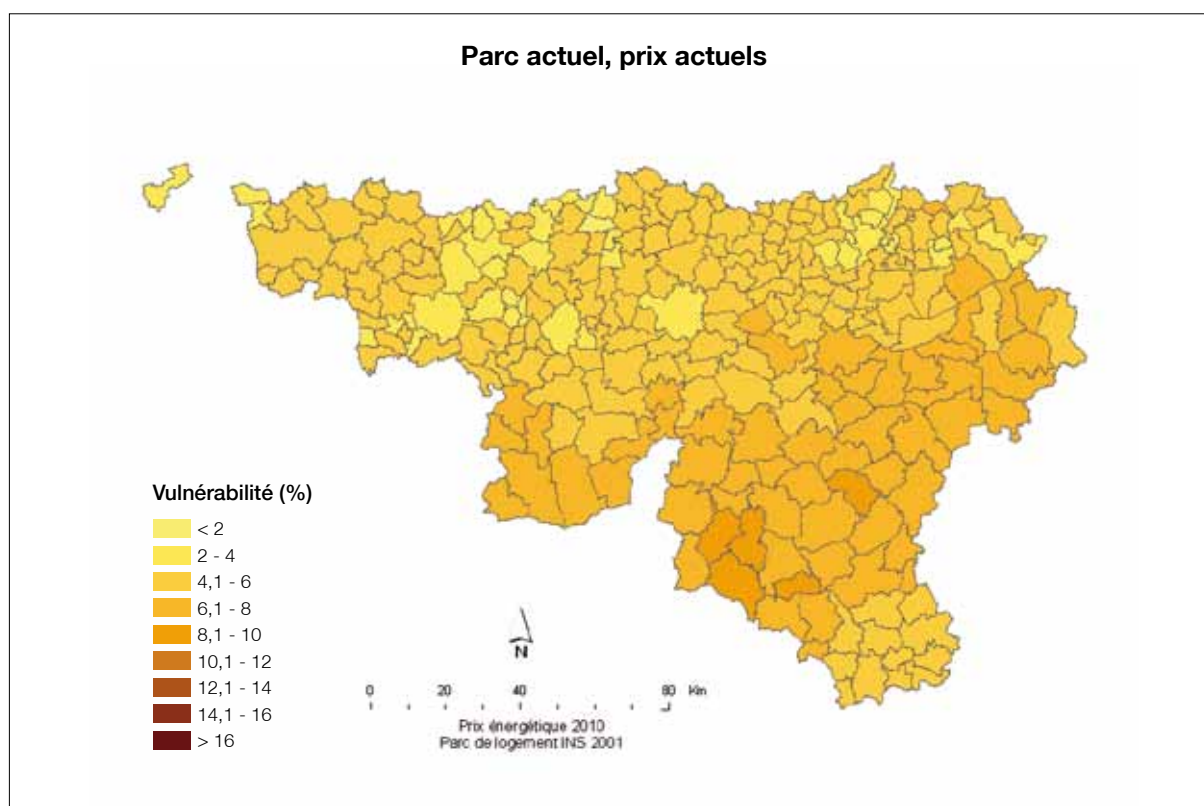 Parc actuel, prix actuels
Vulnérabilité (%)
< 2
2 - 4
4,1 - 6
6,1 - 8
8,1 - 10
10,1 - 12
12,1 - 14
14,1 - 16
> 16
N
0 20 40 80 Km
Prix énergétique 2010
Parc de logement INS 2001